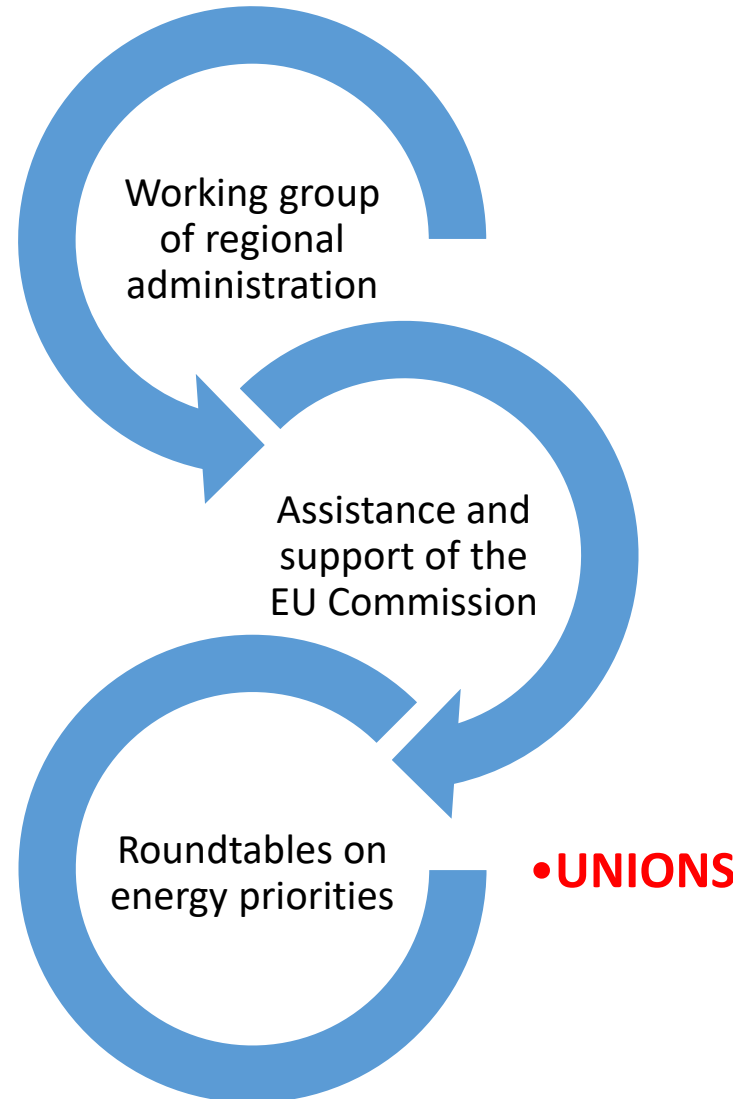 Working group
of regional
administration
Assistance and
support of the
EU Commission
Roundtables on
energy priorities
•UNIONS